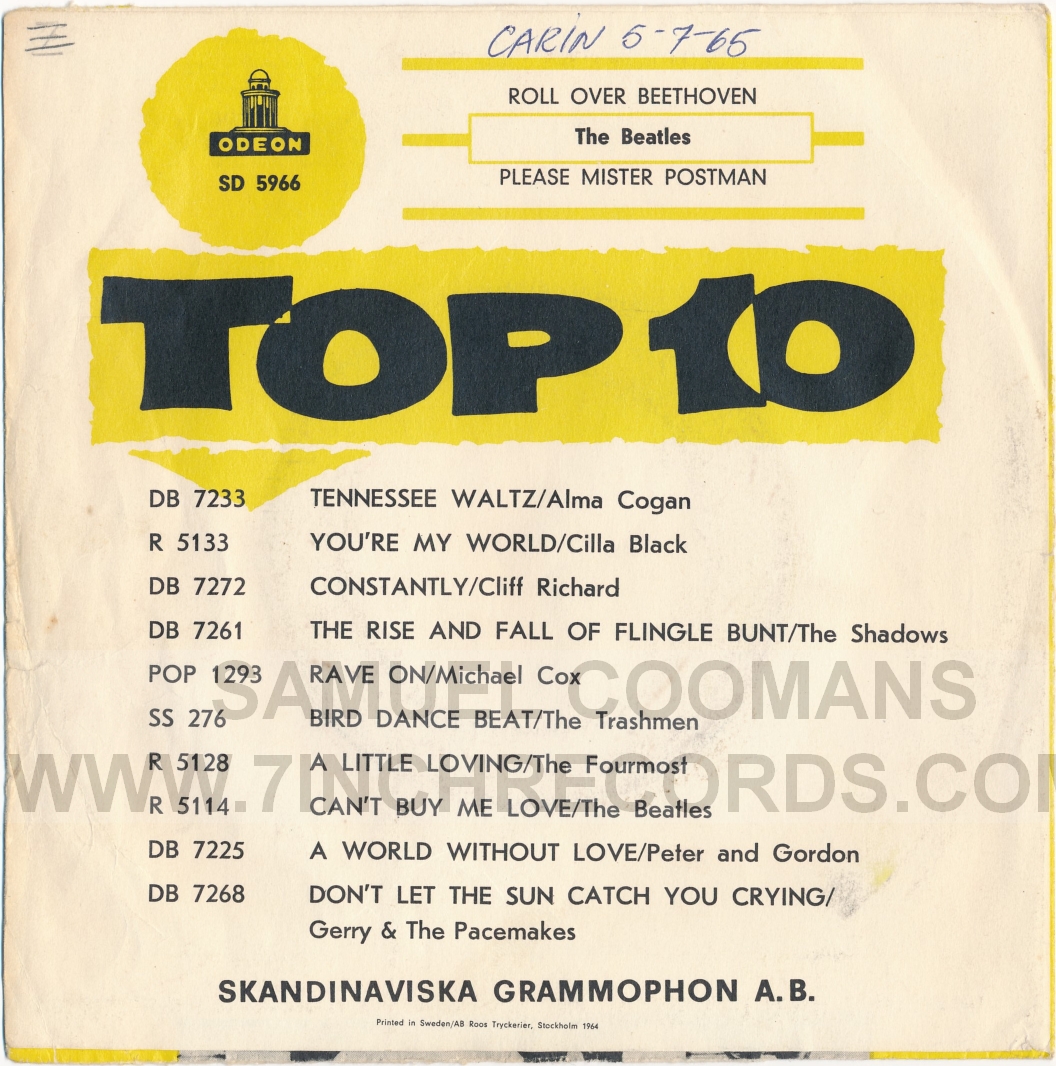 CARIN 5-7-65
ODEON
SD 5966
ROLL OVER BEETHOVEN
The Beatles
PLEASE MISTER POSTMAN
TOP 10
DB 7233 TENNESSEE WALTZ/Alma Cogan
R 5133 YOU'RE MY WORLD/Cilla Black
DB 7272 CONSTANTLY/Cliff Richard
DB 7261 THE RISE AND FALL OF FLINGLE BUNT/The Shadows
POP 1293 RAVE ON/Michael Cox
SAMUEL COOMANS
SS 276 BIRD DANCE BEAT/The Trashmen
R 5128 A LITTLE LOVING/The Fourmost
WWW.7INCHRECORDS.COM
R 5114 CAN'T BUY ME LOVE/The Beatles
DB 7225 A WORLD WITHOUT LOVE/Peter and Gordon
DB 7268 DON'T LET THE SUN CATCH YOU CRYING/
Gerry & The Pacemakes
SKANDINAVISKA GRAMMOPHON A.B.
Printed in Sweden/AB Roos Tryckerier, Stockholm 1964